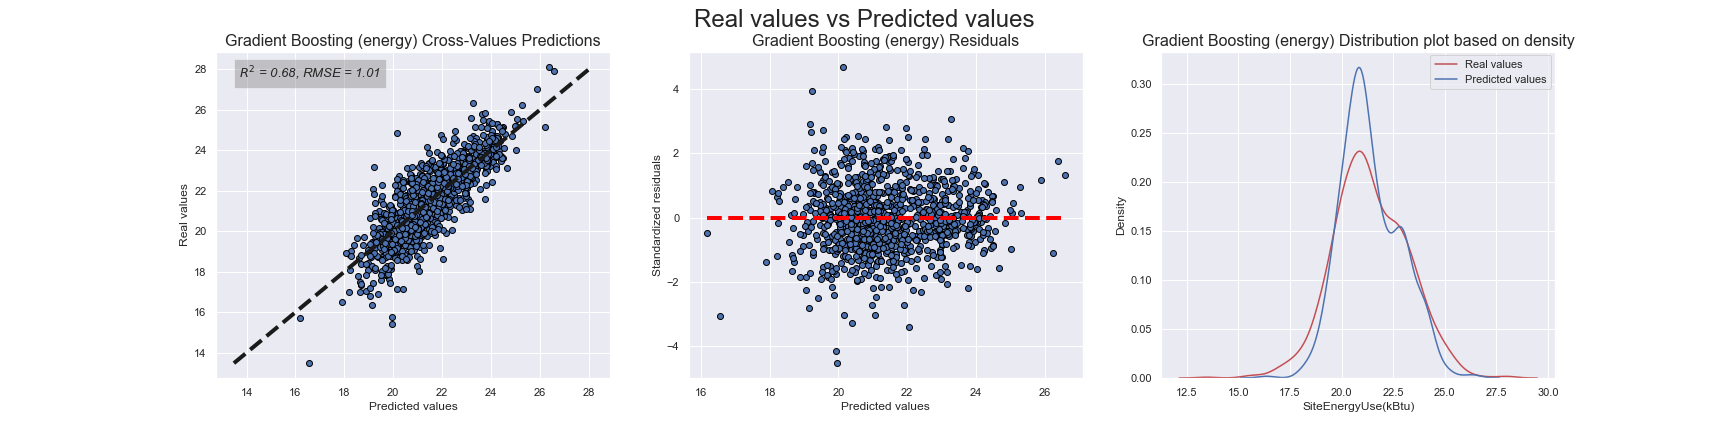 Real values vs Predicted values
Gradient Boosting (energy) Cross-Values Predictions
R² = 0.68, RMSE = 1.01
28
26
24
22
20
18
16
14
Real values
14 16 18 20 22 24 26 28
Predicted values
Gradient Boosting (energy) Residuals
4
2
0
−2
−4
Standardized residuals
16 18 20 22 24 26
Predicted values
Gradient Boosting (energy) Distribution plot based on density
Real values
Predicted values
0.30
0.25
0.20
0.15
0.10
0.05
0.00
Density
12.5 15.0 17.5 20.0 22.5 25.0 27.5 30.0
SiteEnergyUse(kBtu)